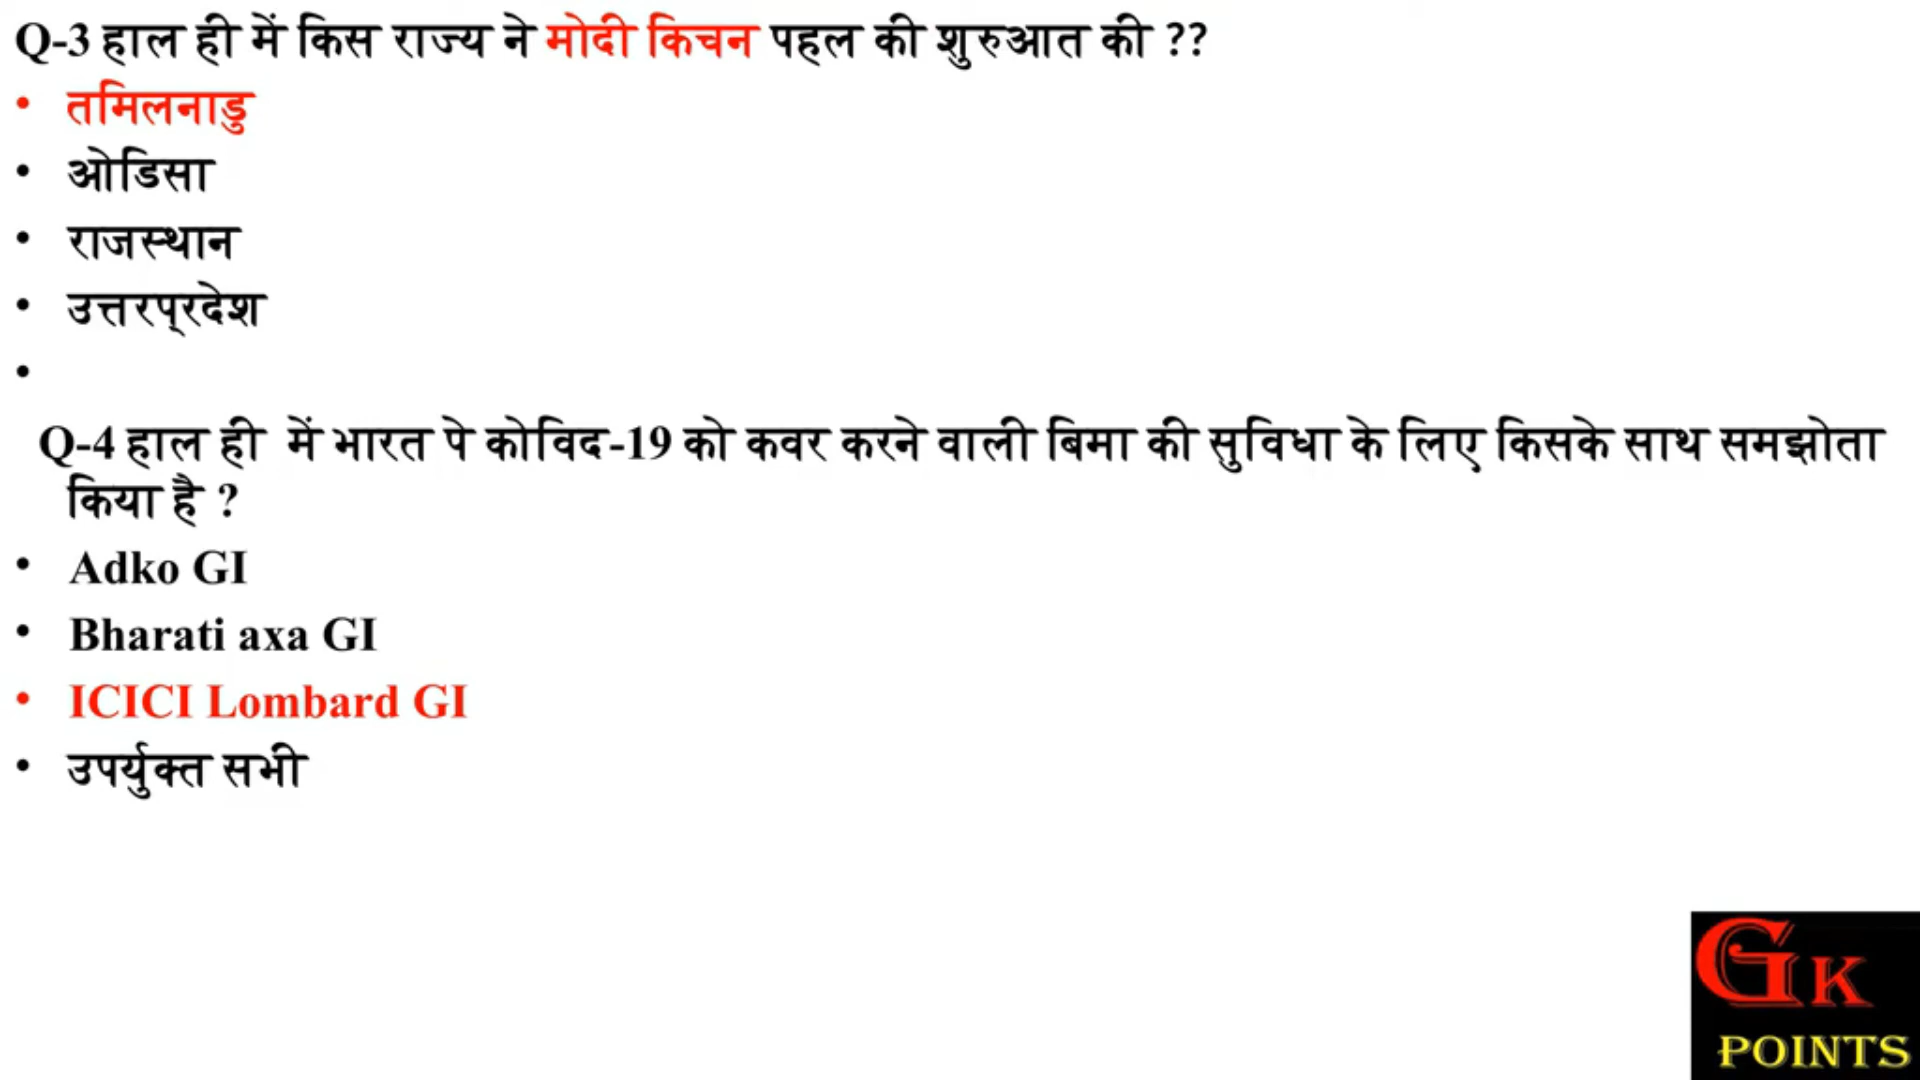 Q-3 हाल ही में किस राज्य ने मोदी किचन पहल की शुरुआत की ??
• तमिलनाडु
• ओडिसा
• राजस्थान
• उत्तरप्रदेश
•
Q-4 हाल ही में भारत पे कोविद-19 को कवर करने वाली बिमा की सुविधा के लिए किसके साथ समझोता
किया है ?
• Adko GI
• Bharati axa GI
• ICICI Lombard GI
• उपर्युक्त सभी
GK
POINTS